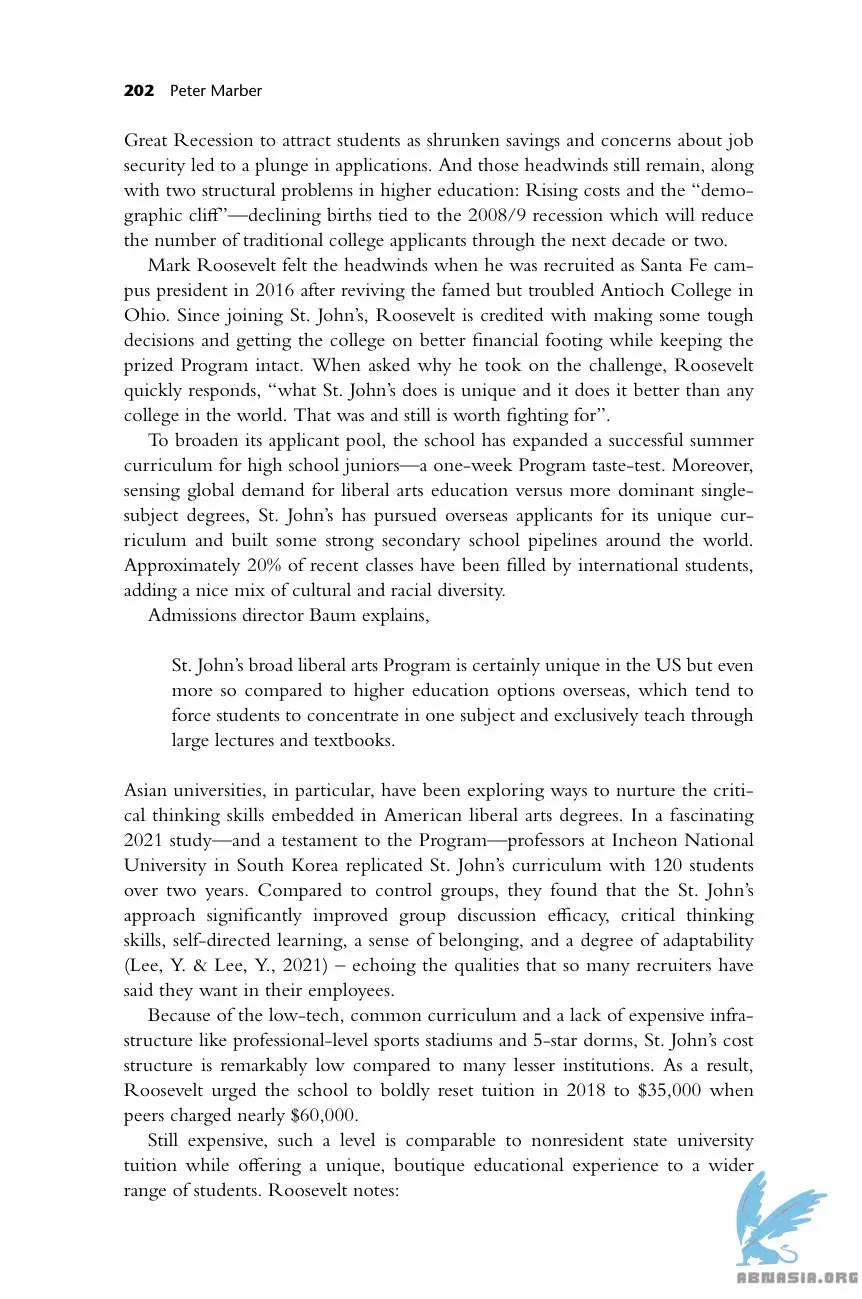 202 Peter Marber
Great Recession to attract students as shrunken savings and concerns about job
security led to a plunge in applications. And those headwinds still remain, along
with two structural problems in higher education: Rising costs and the “demo-
graphic cliff”—declining births tied to the 2008/9 recession which will reduce
the number of traditional college applicants through the next decade or two.
Mark Roosevelt felt the headwinds when he was recruited as Santa Fe cam-
pus president in 2016 after reviving the famed but troubled Antioch College in
Ohio. Since joining St. John’s, Roosevelt is credited with making some tough
decisions and getting the college on better financial footing while keeping the
prized Program intact. When asked why he took on the challenge, Roosevelt
quickly responds, “what St. John’s does is unique and it does it better than any
college in the world. That was and still is worth fighting for”.
To broaden its applicant pool, the school has expanded a successful summer
curriculum for high school juniors—a one-week Program taste-test. Moreover,
sensing global demand for liberal arts education versus more dominant single-
subject degrees, St. John’s has pursued overseas applicants for its unique cur-
riculum and built some strong secondary school pipelines around the world.
Approximately 20% of recent classes have been filled by international students,
adding a nice mix of cultural and racial diversity.
Admissions director Baum explains,
St. John’s broad liberal arts Program is certainly unique in the US but even
more so compared to higher education options overseas, which tend to
force students to concentrate in one subject and exclusively teach through
large lectures and textbooks.
Asian universities, in particular, have been exploring ways to nurture the criti-
cal thinking skills embedded in American liberal arts degrees. In a fascinating
2021 study—and a testament to the Program—professors at Incheon National
University in South Korea replicated St. John’s curriculum with 120 students
over two years. Compared to control groups, they found that the St. John’s
approach significantly improved group discussion efficacy, critical thinking
skills, self-directed learning, a sense of belonging, and a degree of adaptability
(Lee, Y. & Lee, Y., 2021) – echoing the qualities that so many recruiters have
said they want in their employees.
Because of the low-tech, common curriculum and a lack of expensive infra-
structure like professional-level sports stadiums and 5-star dorms, St. John’s cost
structure is remarkably low compared to many lesser institutions. As a result,
Roosevelt urged the school to boldly reset tuition in 2018 to $35,000 when
peers charged nearly $60,000.
Still expensive, such a level is comparable to nonresident state university
tuition while offering a unique, boutique educational experience to a wider
range of students. Roosevelt notes:
ABNASIA.ORG